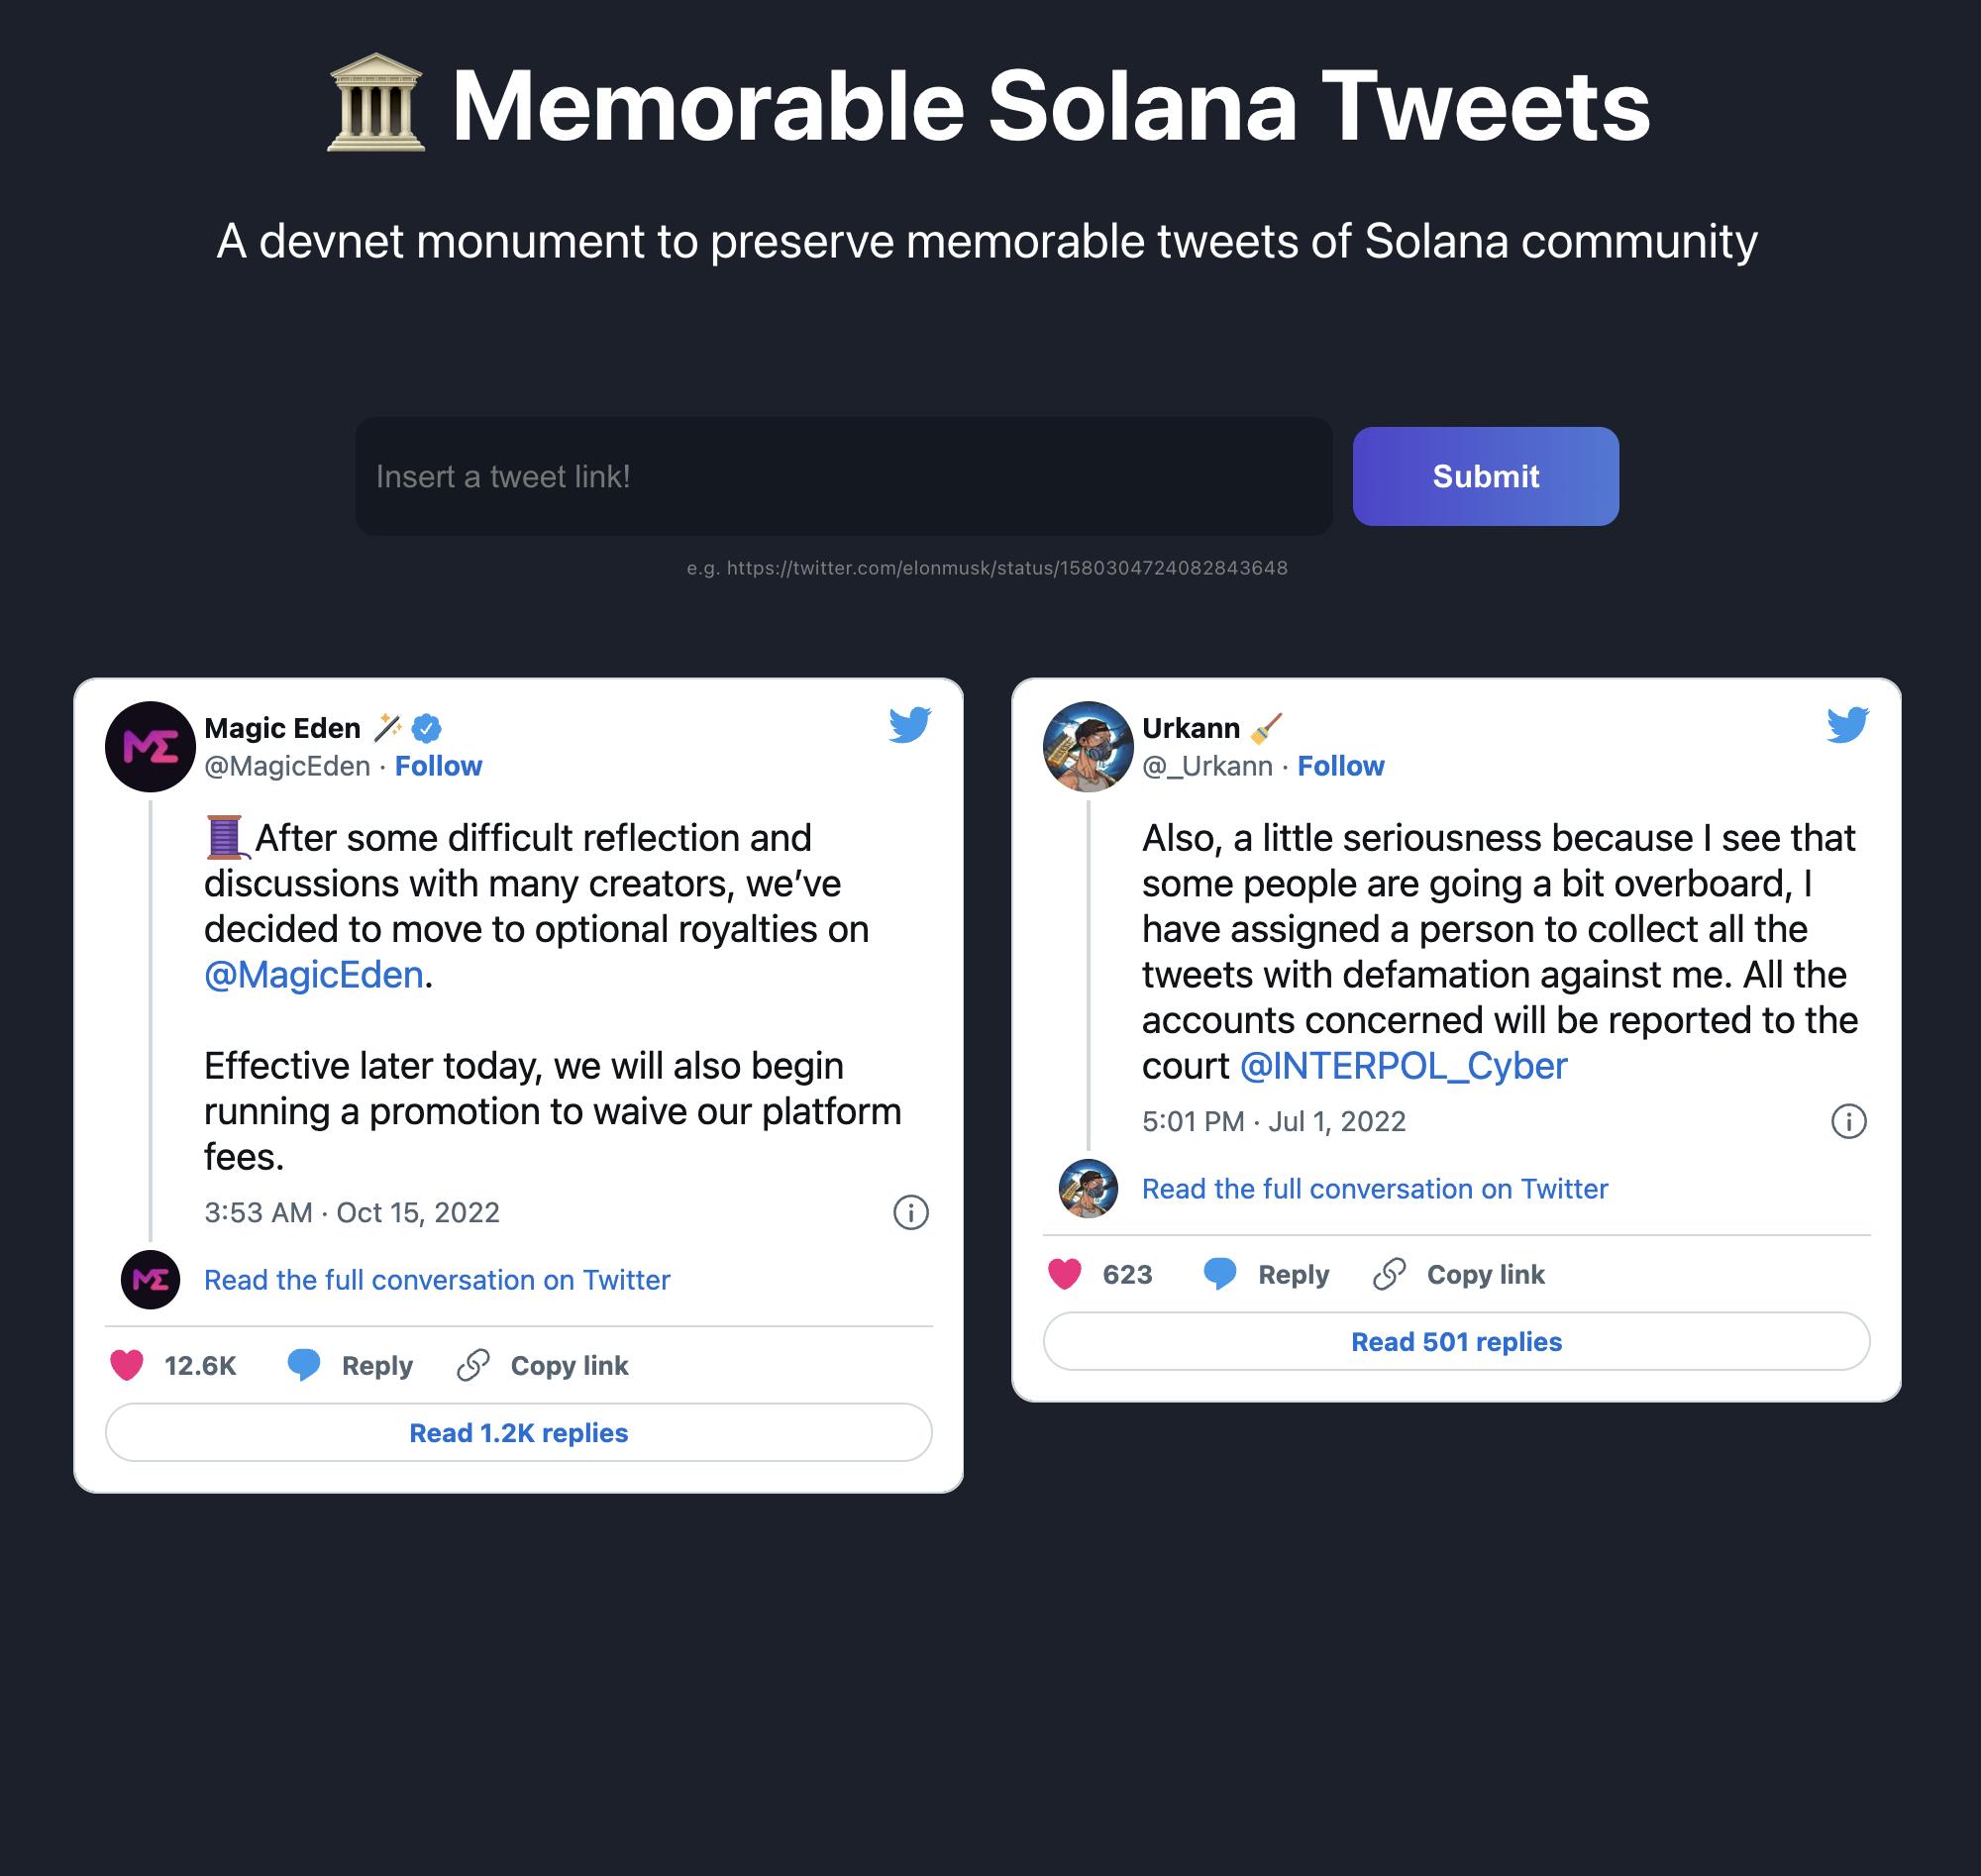 🏛 Memorable Solana Tweets
A devnet monument to preserve memorable tweets of Solana community
Insert a tweet link!
Submit
e.g. https://twitter.com/elonmusk/status/1580304724082843648
Magic Eden 🪄
@MagicEden · Follow
🧵After some difficult reflection and
discussions with many creators, we’ve
decided to move to optional royalties on
@MagicEden.
Effective later today, we will also begin
running a promotion to waive our platform
fees.
3:53 AM · Oct 15, 2022
Read the full conversation on Twitter
12.6K Reply Copy link
Read 1.2K replies
Urkann 🧹
@_Urkann · Follow
Also, a little seriousness because I see that
some people are going a bit overboard, I
have assigned a person to collect all the
tweets with defamation against me. All the
accounts concerned will be reported to the
court @INTERPOL_Cyber
5:01 PM · Jul 1, 2022
Read the full conversation on Twitter
623 Reply Copy link
Read 501 replies